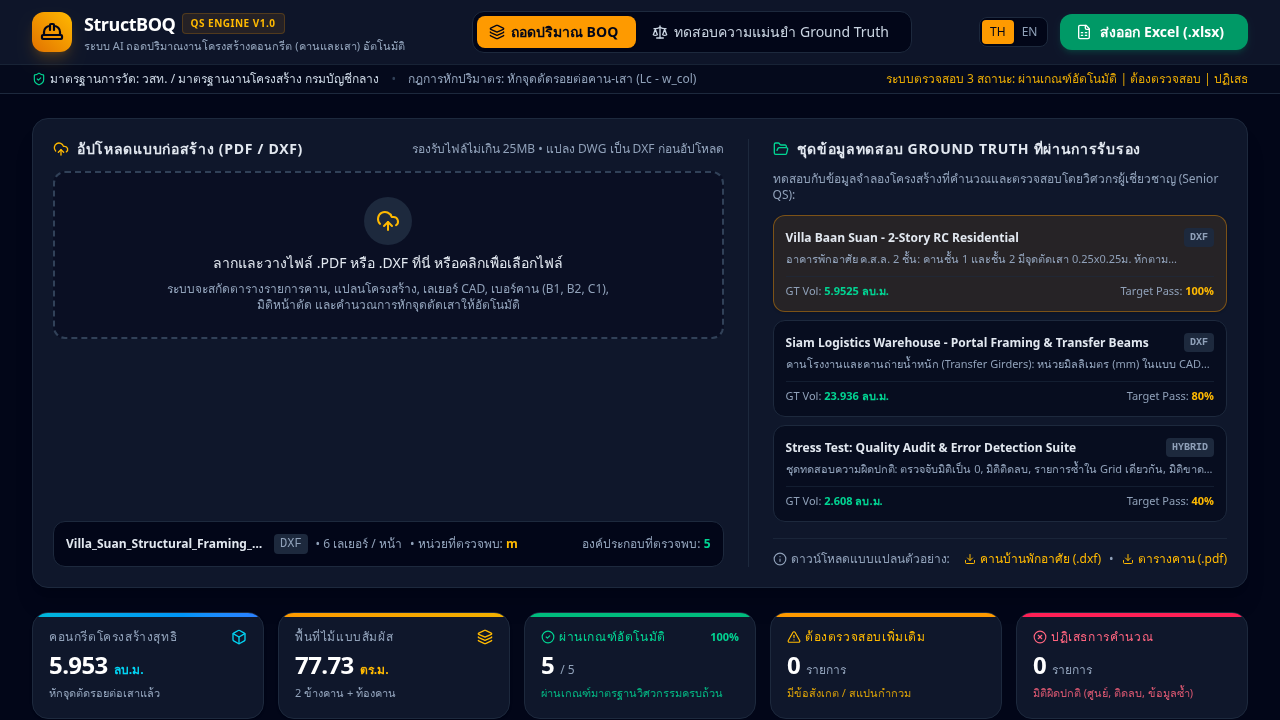 StructBOQ
QS ENGINE V1.0
ระบบ AI ถอดปริมาณงานโครงสร้างคอนกรีต (คานและเสา) อัตโนมัติ
ถอดปริมาณ BOQ
ทดสอบความแม่นยำ Ground Truth
TH
EN
ส่งออก Excel (.xlsx)
มาตรฐานการวัด: วสท. / มาตรฐานงานโครงสร้าง กรมบัญชีกลาง • กฎการหักปริมาตร: หักจุดตัดรอยต่อคาน-เสา (Lc - w_col)
ระบบตรวจสอบ 3 สถานะ: ผ่านเกณฑ์อัตโนมัติ | ต้องตรวจสอบ | ปฏิเสธ
อัปโหลดแบบก่อสร้าง (PDF / DXF)
รองรับไฟล์ไม่เกิน 25MB • แปลง DWG เป็น DXF ก่อนอัปโหลด
ลากและวางไฟล์ .PDF หรือ .DXF ที่นี่ หรือคลิกเพื่อเลือกไฟล์
ระบบจะสกัดตารางรายการคาน, แปลนโครงสร้าง, เลเยอร์ CAD, เบอร์คาน (B1, B2, C1),
มิติหน้าตัด และคำนวณการหักจุดตัดเสาให้อัตโนมัติ
Villa_Suan_Structural_Framing_...
DXF
• 6 เลเยอร์ / หน้า
• หน่วยที่ตรวจพบ: m
องค์ประกอบที่ตรวจพบ: 5
ชุดข้อมูลทดสอบ GROUND TRUTH ที่ผ่านการรับรอง
ทดสอบกับข้อมูลจำลองโครงสร้างที่คำนวณและตรวจสอบโดยวิศวกรผู้เชี่ยวชาญ (Senior
QS):
Villa Baan Suan - 2-Story RC Residential
DXF
อาคารพักอาศัย ค.ส.ล. 2 ชั้น: คานชั้น 1 และชั้น 2 มีจุดตัดเสา 0.25x0.25ม. หักตาม...
GT Vol: 5.9525 ลบ.ม.
Target Pass: 100%
Siam Logistics Warehouse - Portal Framing & Transfer Beams
DXF
คานโรงงานและคานถ่ายน้ำหนัก (Transfer Girders): หน่วยมิลลิเมตร (mm) ในแบบ CAD...
GT Vol: 23.936 ลบ.ม.
Target Pass: 80%
Stress Test: Quality Audit & Error Detection Suite
HYBRID
ชุดทดสอบความผิดปกติ: ตรวจจับมิติเป็น 0, มิติติดลบ, รายการซ้ำใน Grid เดียวกัน, มิติขาด...
GT Vol: 2.608 ลบ.ม.
Target Pass: 40%
ดาวน์โหลดแบบแปลนตัวอย่าง:
คานบ้านพักอาศัย (.dxf)
•
ตารางคาน (.pdf)
คอนกรีตโครงสร้างสุทธิ
5.953 ลบ.ม.
หักจุดตัดรอยต่อเสาแล้ว
พื้นที่ไม้แบบสัมผัส
77.73 ตร.ม.
2 ข้างคาน + ท้องคาน
ผ่านเกณฑ์อัตโนมัติ
100%
5 / 5
ผ่านเกณฑ์มาตรฐานวิศวกรรมครบถ้วน
ต้องตรวจสอบเพิ่มเติม
0 รายการ
มีข้อสังเกต / สแปนกำกวม
ปฏิเสธการคำนวณ
0 รายการ
มิติผิดปกติ (ศูนย์, ติดลบ, ข้อมูลซ้ำ)